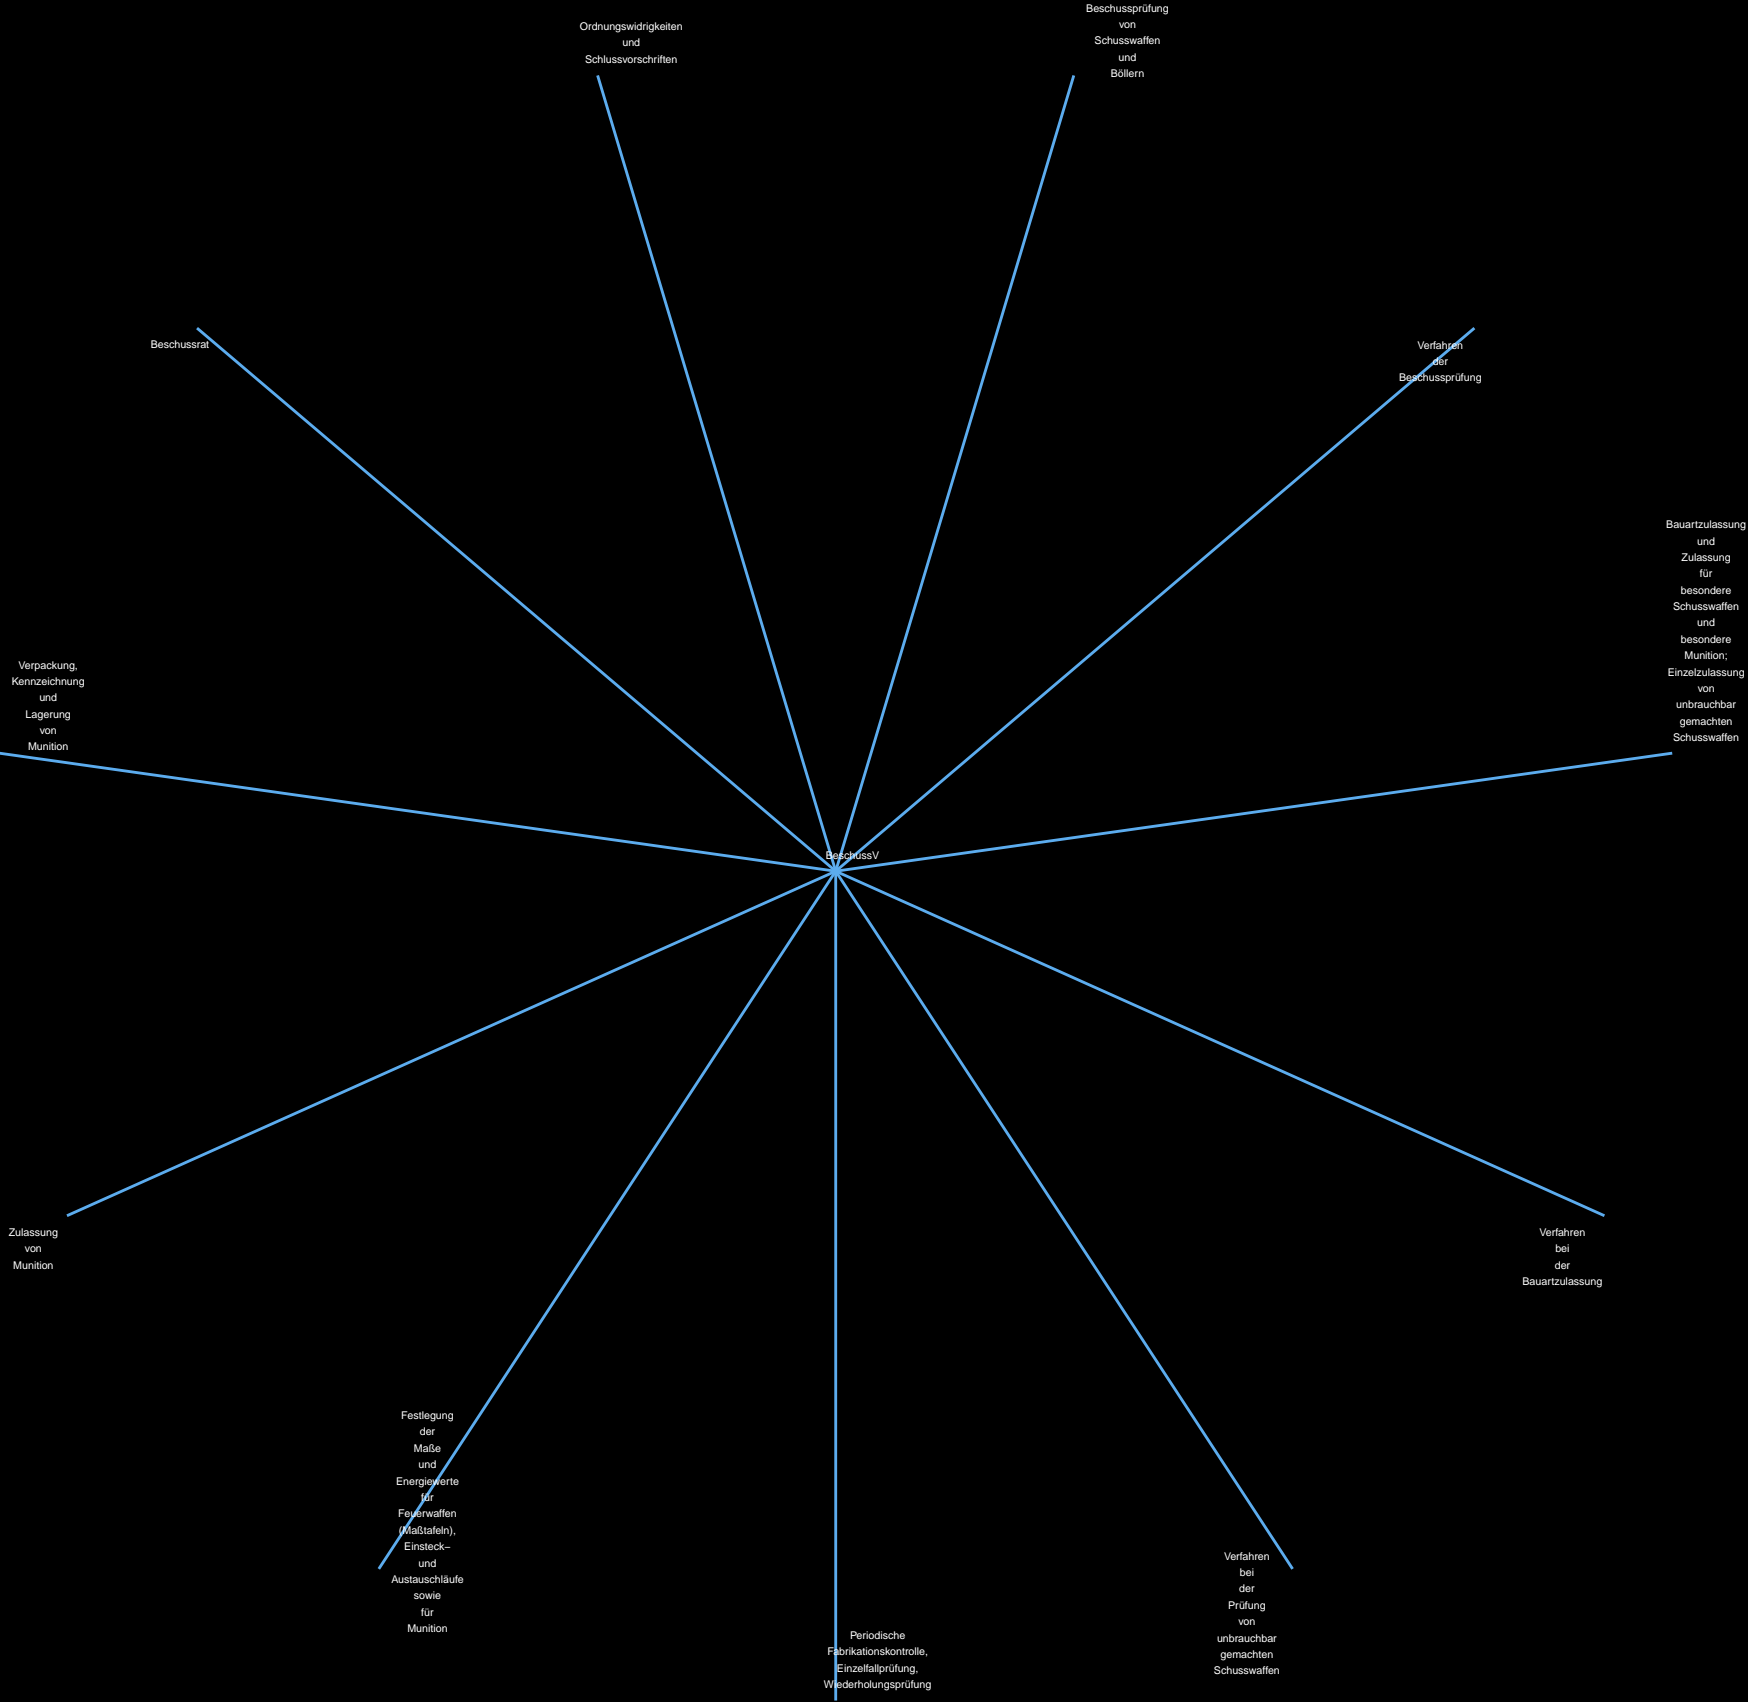 Beschussprüfung
von
Schusswaffen
und
Böllern
Ordnungswidrigkeiten
und
Schlussvorschriften
Beschussrat
Verfahren
der
Beschussprüfung
Bauartzulassung
und
Zulassung
für
besondere
Schusswaffen
und
besondere
Munition;
Einzelzulassung
von
unbrauchbar
gemachten
Schusswaffen
Verpackung,
Kennzeichnung
und
Lagerung
von
Munition
BeschussV
Zulassung
von
Munition
Verfahren
bei
der
Bauartzulassung
Festlegung
der
Maße
und
Energiewerte
für
Feuerwaffen
(Maßtafeln),
Einsteck–
und
Austauschläufe
sowie
für
Munition
Verfahren
bei
der
Prüfung
von
unbrauchbar
gemachten
Schusswaffen
Periodische
Fabrikationskontrolle,
Einzelfallprüfung,
Wiederholungsprüfung